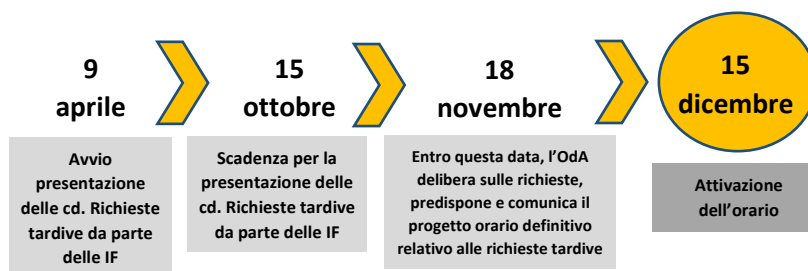 9
aprile
Avvio
presentazione
delle cd. Richieste
tardive da parte
delle IF
15
ottobre
Scadenza per la
presentazione delle
cd. Richieste tardive
da parte delle IF
18
novembre
Entro questa data, l'OdA
delibera sulle richieste,
predispone e comunica il
progetto orario definitivo
relativo alle richieste tardive
15
dicembre
Attivazione
dell'orario